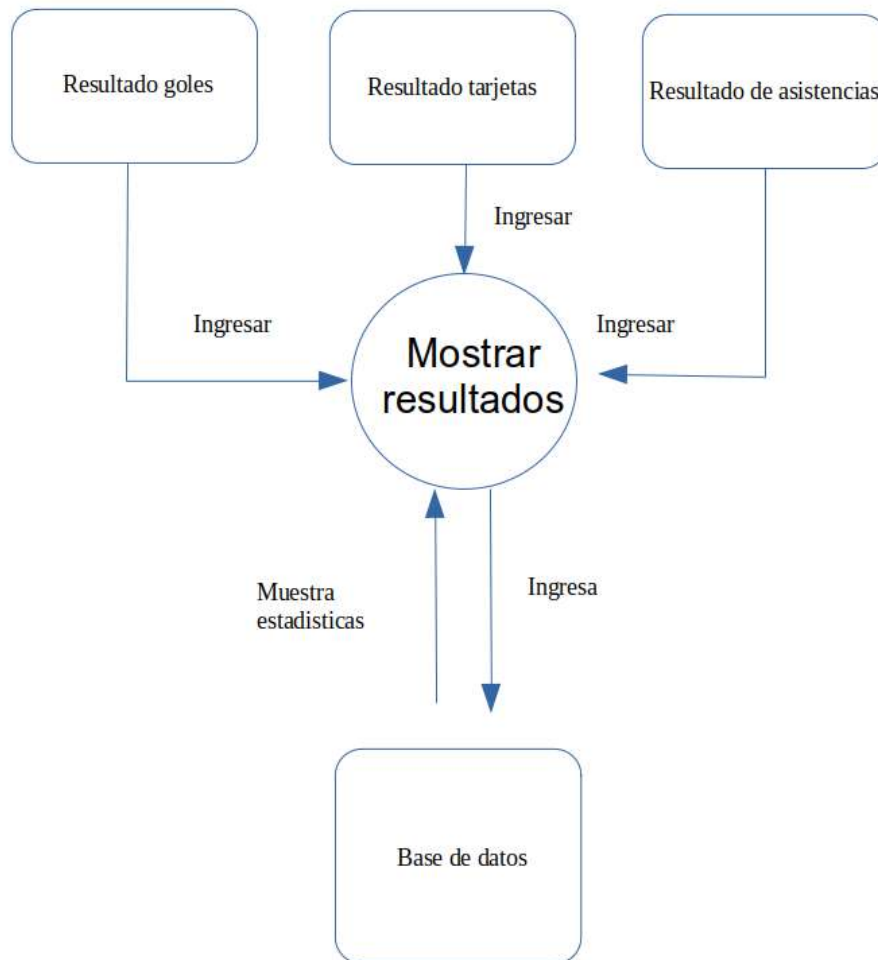 Resultado goles
Resultado tarjetas
Resultado de asistencias
Ingresar
Ingresar
Ingresar
Mostrar
resultados
Muestra
estadisticas
Ingresa
Base de datos